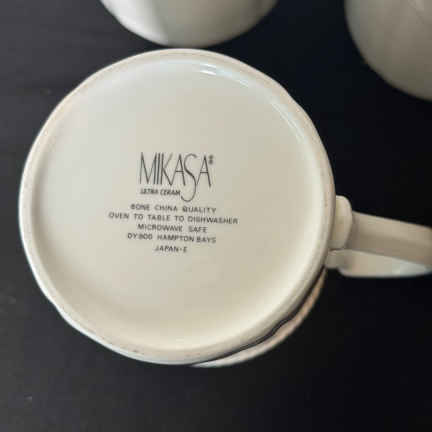 MIKASA®
ULTRA CERAM
BONE CHINA QUALITY
OVEN TO TABLE TO DISHWASHER
MICROWAVE SAFE
DY900 HAMPTON BAYS
JAPAN-E